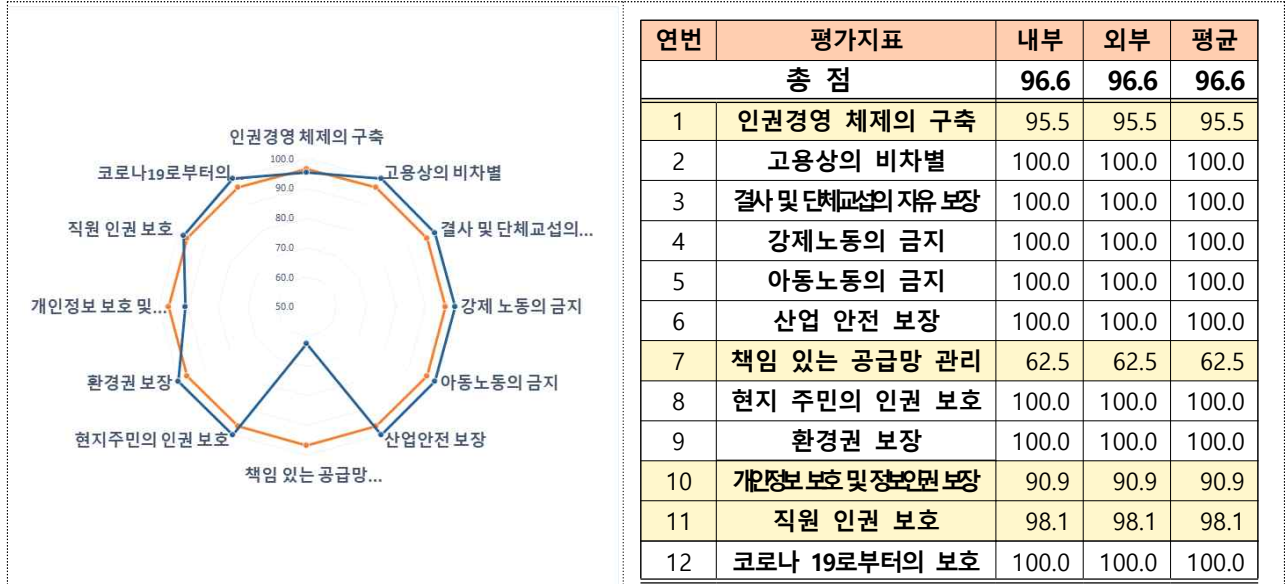 인권경영 체제의 구축
코로나19로부터의...
고용상의 비차별
직원 인권 보호
결사 및 단체교섭의...
개인정보 보호 및...
강제 노동의 금지
환경권 보장
아동노동의 금지
현지주민의 인권 보호
산업안전 보장
책임 있는 공급망...
100.0
90.0
80.0
70.0
60.0
50.0
연번 평가지표 내부 외부 평균
총 점 96.6 96.6 96.6
1 인권경영 체제의 구축 95.5 95.5 95.5
2 고용상의 비차별 100.0 100.0 100.0
3 결사 및 단체교섭의 자유 보장 100.0 100.0 100.0
4 강제노동의 금지 100.0 100.0 100.0
5 아동노동의 금지 100.0 100.0 100.0
6 산업 안전 보장 100.0 100.0 100.0
7 책임 있는 공급망 관리 62.5 62.5 62.5
8 현지 주민의 인권 보호 100.0 100.0 100.0
9 환경권 보장 100.0 100.0 100.0
10 개인정보 보호 및 정보인권 보장 90.9 90.9 90.9
11 직원 인권 보호 98.1 98.1 98.1
12 코로나 19로부터의 보호 100.0 100.0 100.0